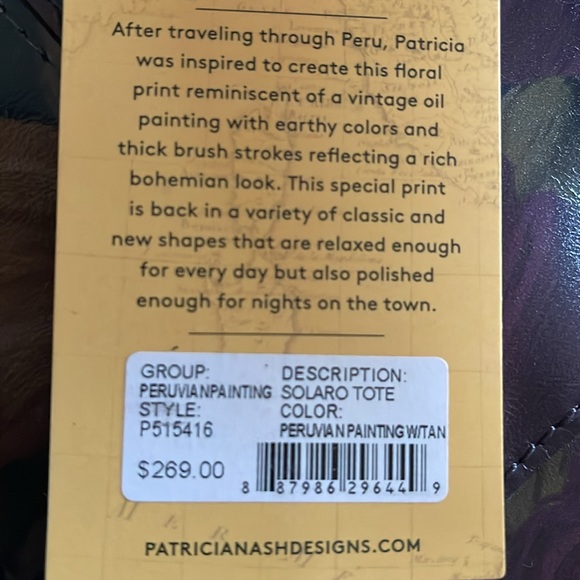 After traveling through Peru, Patricia
was inspired to create this floral
print reminiscent of a vintage oil
painting with earthy colors and
thick brush strokes reflecting a rich
bohemian look. This special print
is back in a variety of classic and
new shapes that are relaxed enough
for every day but also polished
enough for nights on the town.
GROUP: DESCRIPTION:
PERUVIANPAINTING SOLARO TOTE
STYLE: COLOR:
P515416 PERUVIAN PAINTING W/TAN
$269.00
8 87986 29644 9
PATRICIANASHDESIGNS.COM